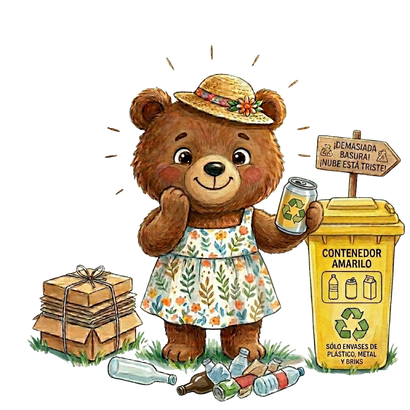 ¡DEMASIADA
BASURA!
¡NUBE ESTÁ TRISTE!
CONTENEDOR
AMARILO
SÓLO ENVASES DE
PLÁSTICO, METAL
Y BRIKS